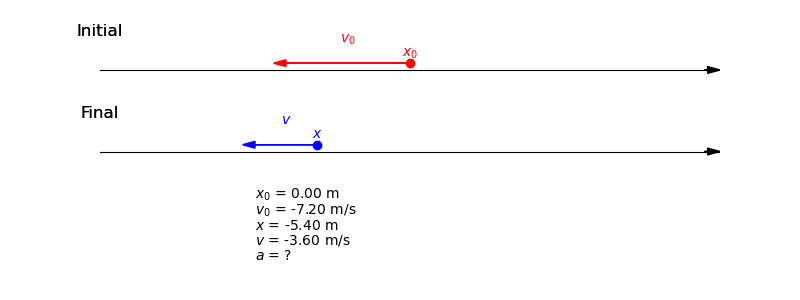 Initial
v₀
x₀
Final
v
x
x₀ = 0.00 m
v₀ = -7.20 m/s
x = -5.40 m
v = -3.60 m/s
a = ?